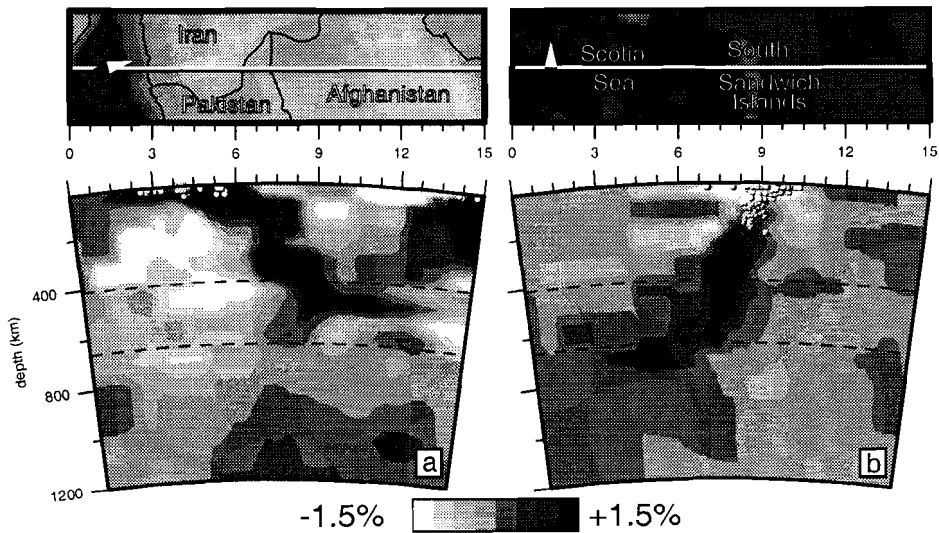 Iran
Pakistan
Afghanistan
Scotia
Sea
South
Sandwich
Islands
0 3 6 9 12 15
0 3 6 9 12 15
400
800
1200
depth (km)
a
b
-1.5% +1.5%